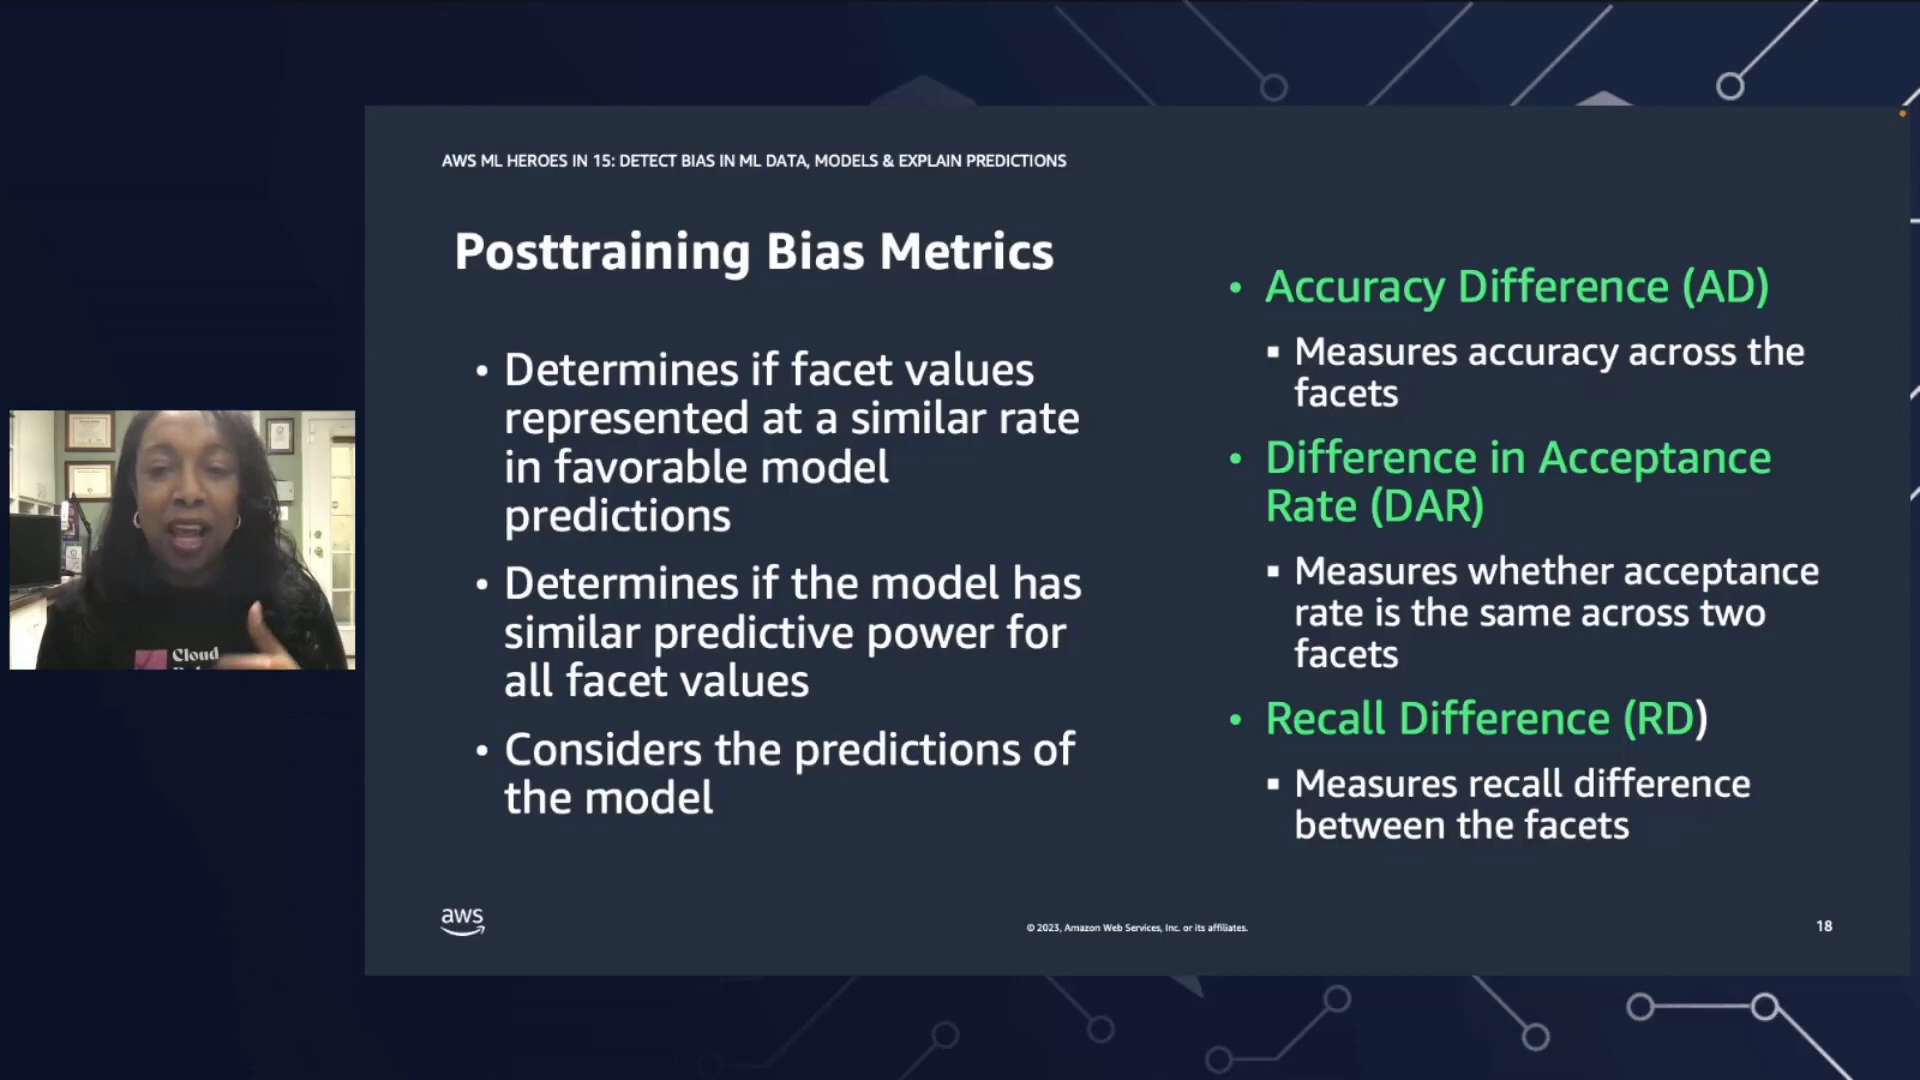 AWS ML HEROES IN 15: DETECT BIAS IN ML DATA, MODELS & EXPLAIN PREDICTIONS
Posttraining Bias Metrics
• Determines if facet values
represented at a similar rate
in favorable model
predictions
• Determines if the model has
similar predictive power for
all facet values
• Considers the predictions of
the model
• Accuracy Difference (AD)
▪ Measures accuracy across the
facets
• Difference in Acceptance
Rate (DAR)
▪ Measures whether acceptance
rate is the same across two
facets
• Recall Difference (RD)
▪ Measures recall difference
between the facets
Cloud
aws
© 2023, Amazon Web Services, Inc. or its affiliates.
18